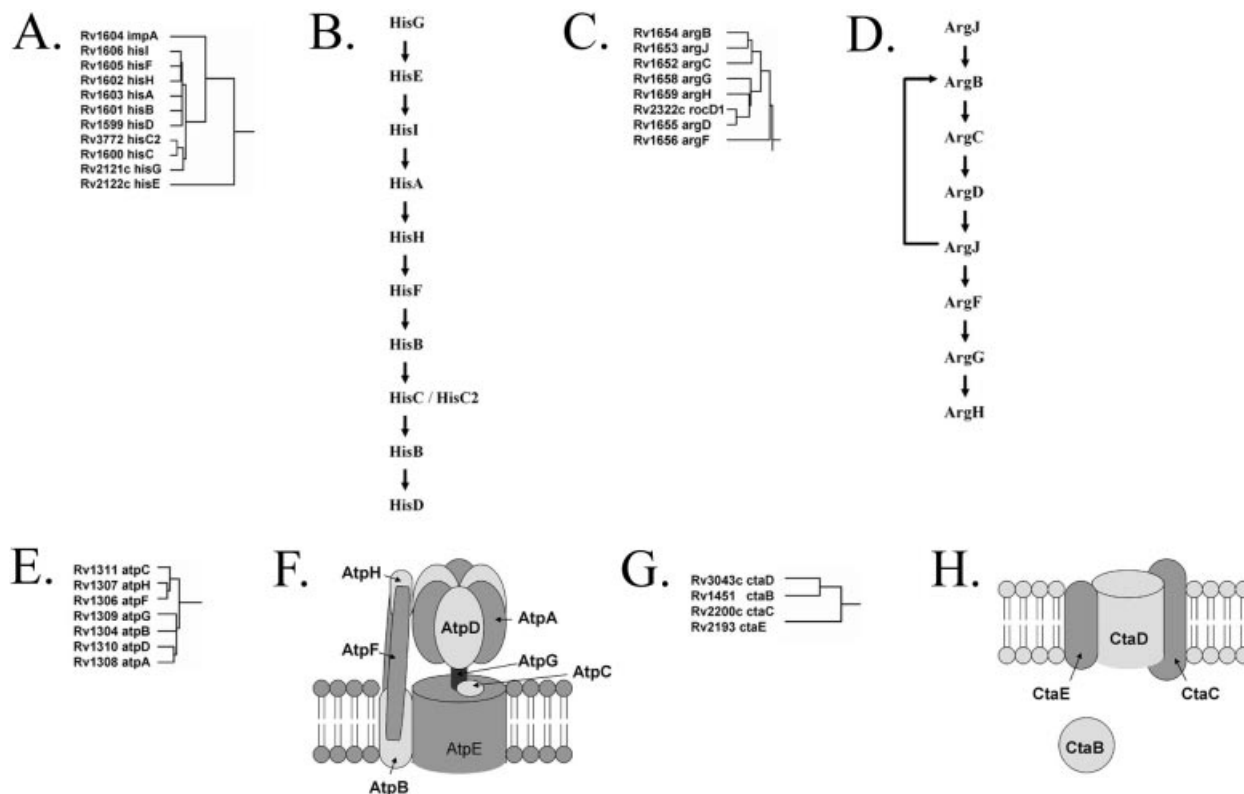 A.
Rv1604 impA
Rv1606 hisI
Rv1605 hisF
Rv1602 hisH
Rv1603 hisA
Rv1601 hisB
Rv1599 hisD
Rv3772 hisC2
Rv1600 hisC
Rv2121c hisG
Rv2122c hisE
B.
HisG
HisE
HisI
HisA
HisH
HisF
HisB
HisC / HisC2
HisB
HisD
C.
Rv1654 argB
Rv1653 argJ
Rv1652 argC
Rv1658 argG
Rv1659 argH
Rv2322c rocD1
Rv1655 argD
Rv1656 argF
D.
ArgJ
ArgB
ArgC
ArgD
ArgJ
ArgF
ArgG
ArgH
E.
Rv1311 atpC
Rv1307 atpH
Rv1306 atpF
Rv1309 atpG
Rv1304 atpB
Rv1310 atpD
Rv1308 atpA
F.
AtpH
AtpD
AtpA
AtpF
AtpG
AtpC
AtpE
AtpB
G.
Rv3043c ctaD
Rv1451 ctaB
Rv2200c ctaC
Rv2193 ctaE
H.
CtaD
CtaE
CtaC
CtaB